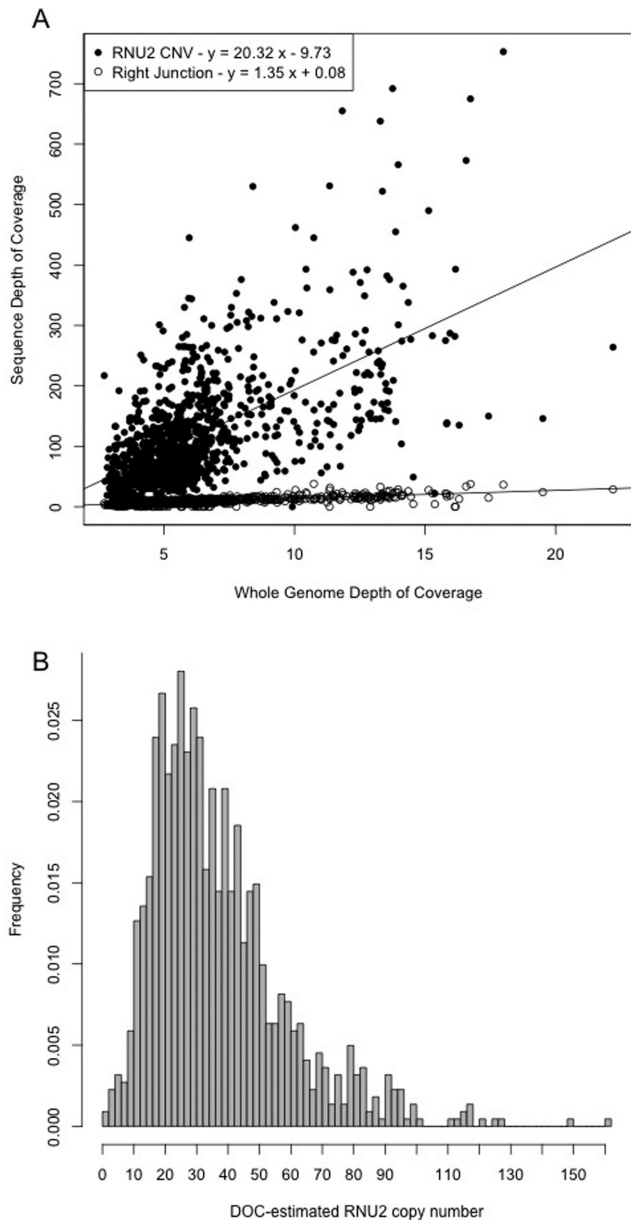 A
RNU2 CNV - y = 20.32 x - 9.73
Right Junction - y = 1.35 x + 0.08
Sequence Depth of Coverage
0 100 200 300 400 500 600 700
5 10 15 20
Whole Genome Depth of Coverage
B
Frequency
0.000 0.005 0.010 0.015 0.020 0.025
0 10 20 30 40 50 60 70 80 90 110 130 150
DOC-estimated RNU2 copy number